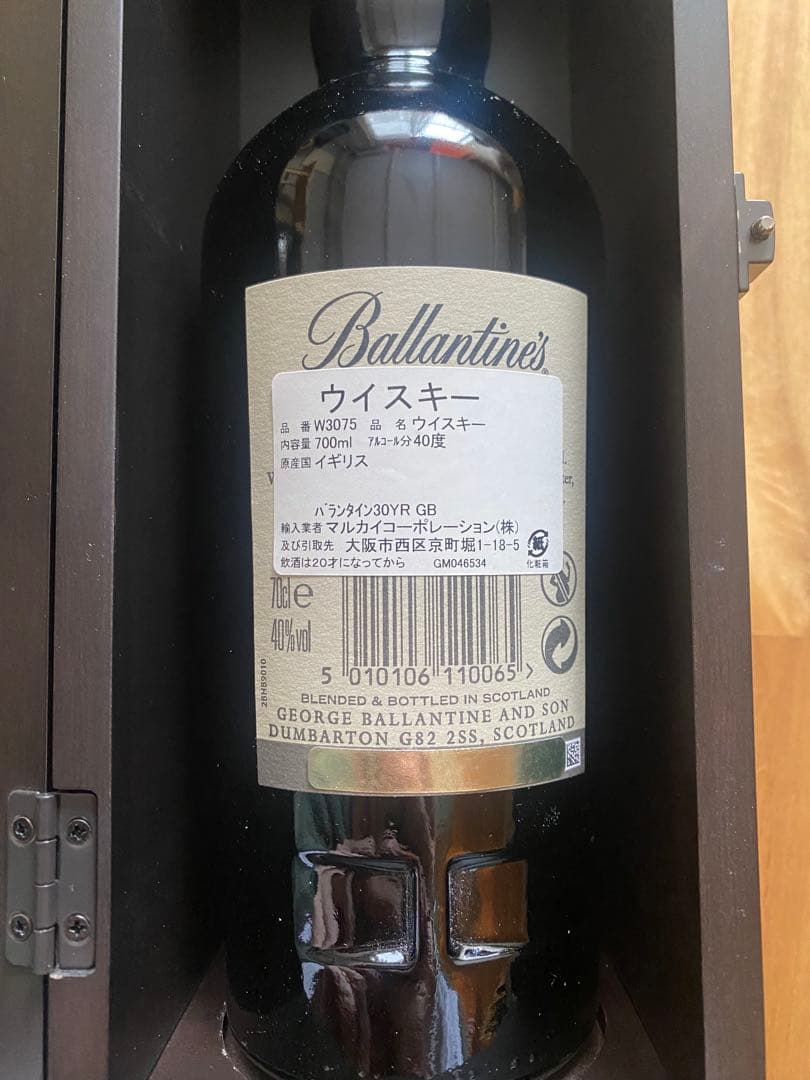 Ballantine's
ウイスキー
品 番 W3075 品 名 ウイスキー
内容量 700ml アルコール分 40度
原産国 イギリス
バランタイン30YR GB
輸入業者 マルカイコーポレーション(株)
及び引取先 大阪市西区京町堀1-18-5
飲酒は20才になってから GM046534
紙
化粧箱
70cl e
40%vol
2BHB9010
5 010106 110065 >
BLENDED & BOTTLED IN SCOTLAND
GEORGE BALLANTINE AND SON
DUMBARTON G82 2SS, SCOTLAND